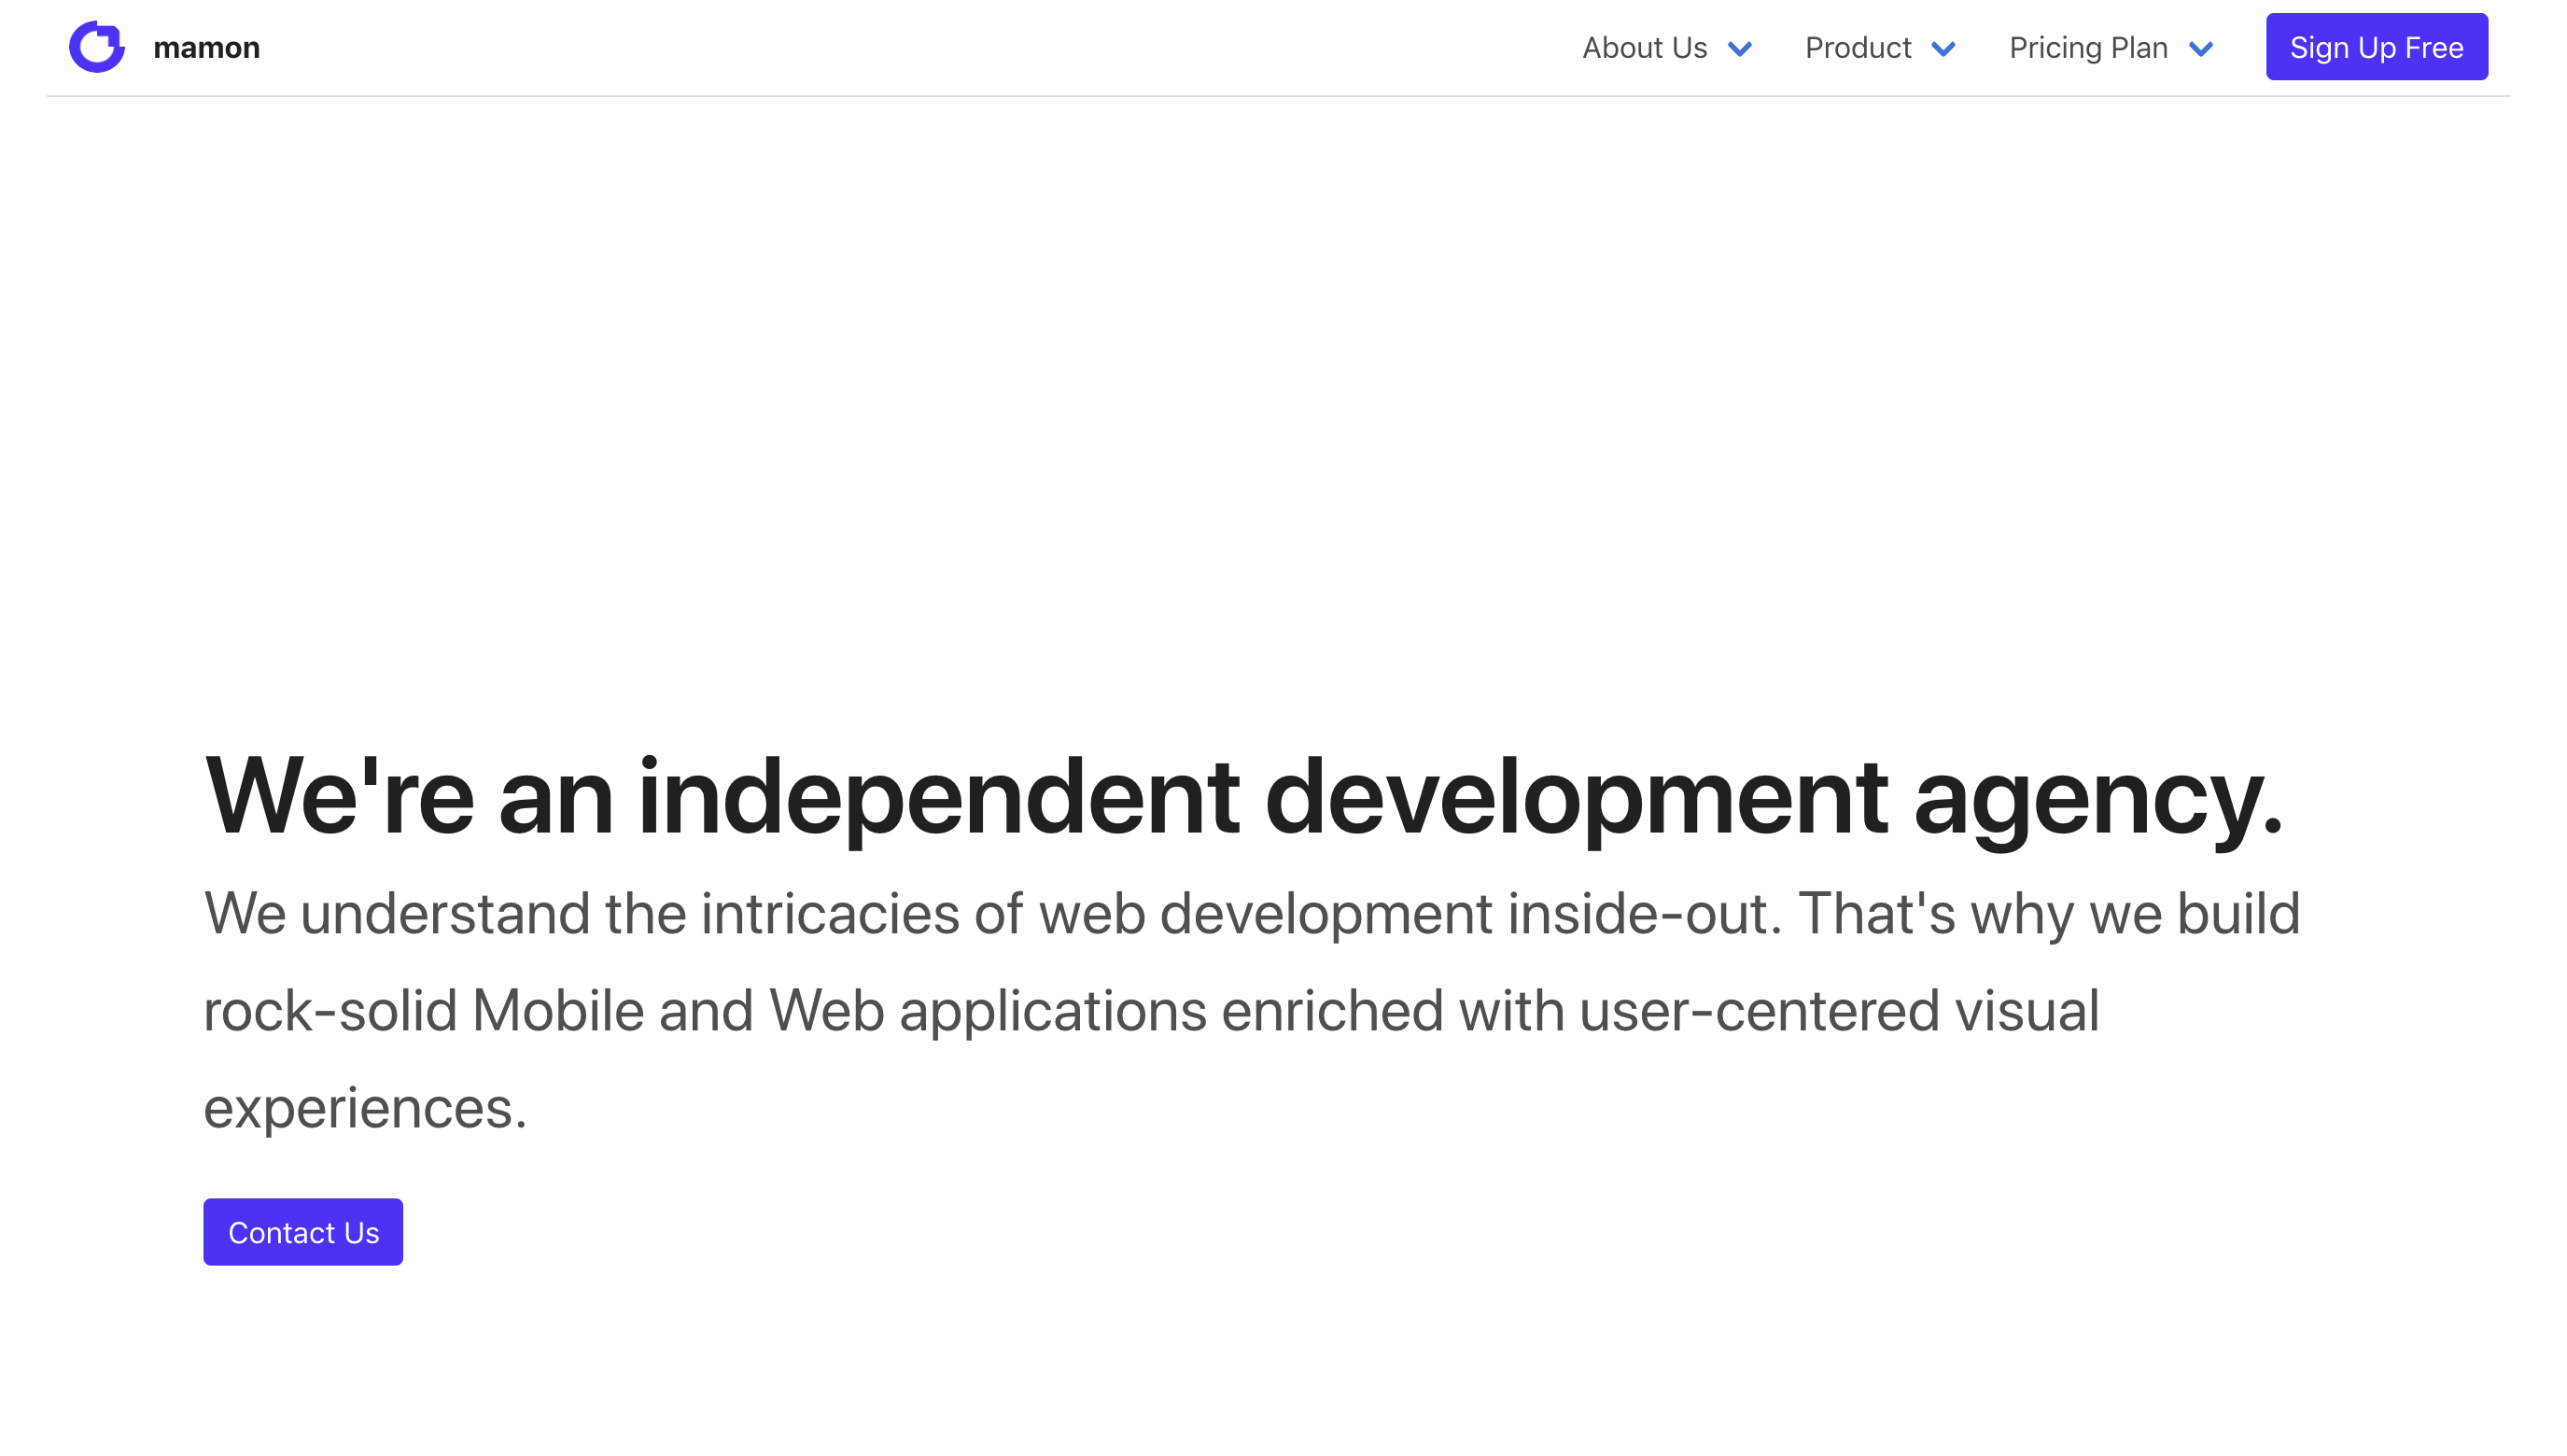 mamon
About Us
Product
Pricing Plan
Sign Up Free
We're an independent development agency.
We understand the intricacies of web development inside-out. That's why we build
rock-solid Mobile and Web applications enriched with user-centered visual
experiences.
Contact Us